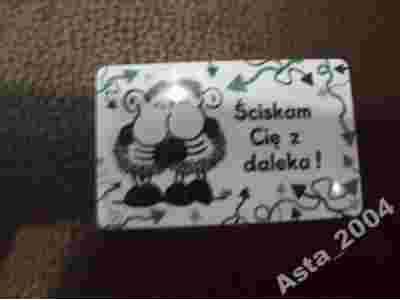 Ściskam
Cię z
daleka!
Asta_2004